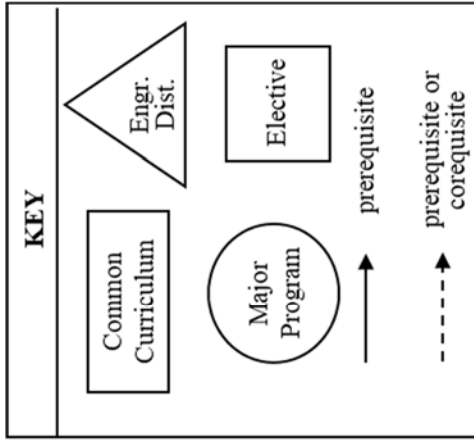 KEY
Common
Curriculum
Engr.
Dist.
Major
Program
Elective
prerequisite
prerequisite or
corequisite